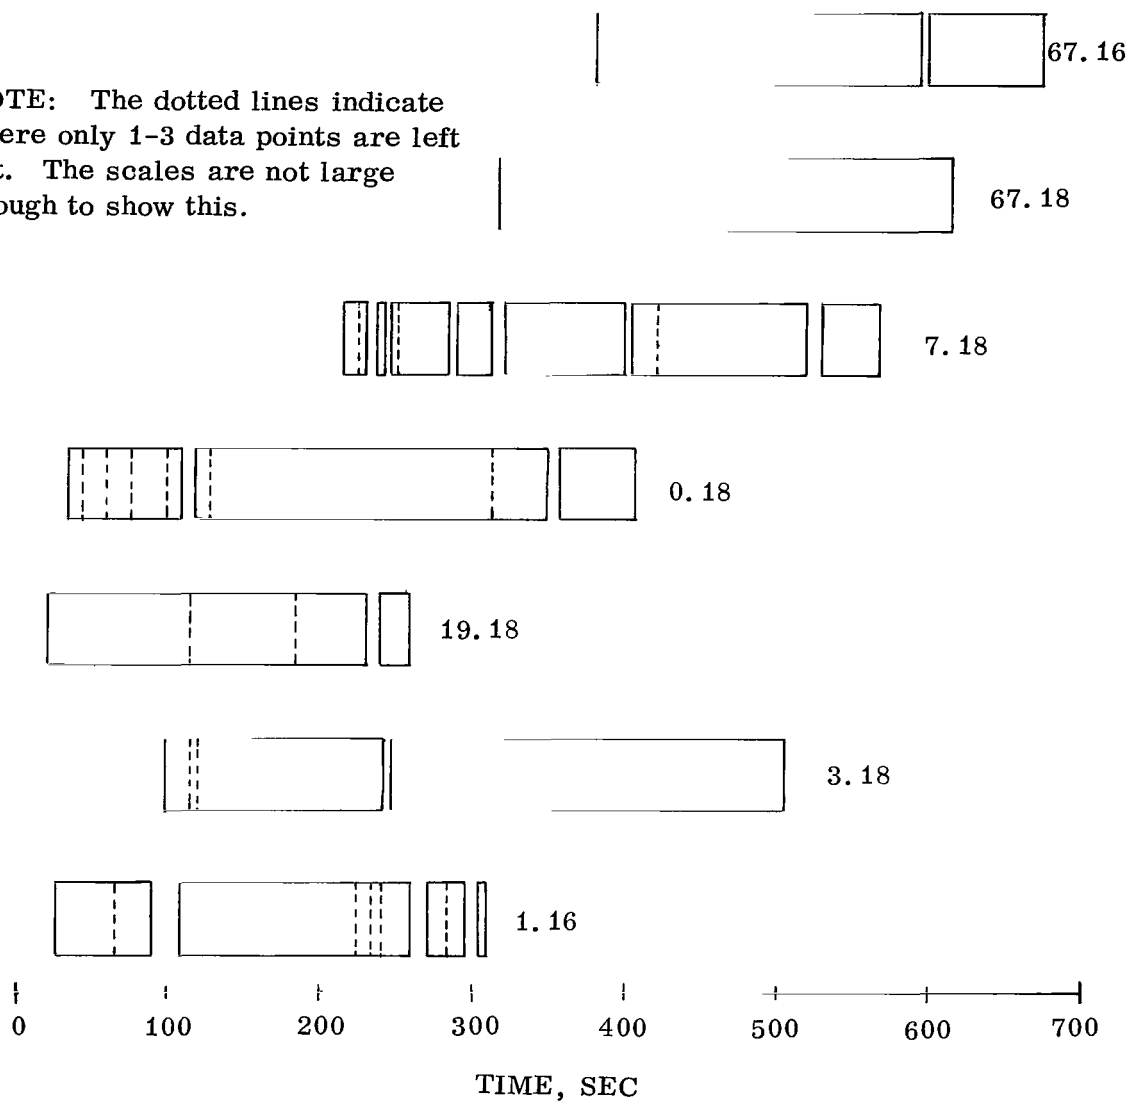 67.16
OTE: The dotted lines indicate
ere only 1-3 data points are left
t. The scales are not large
ough to show this.
67.18
7.18
0.18
19.18
3.18
1.16
0 100 200 300 400 500 600 700
TIME, SEC